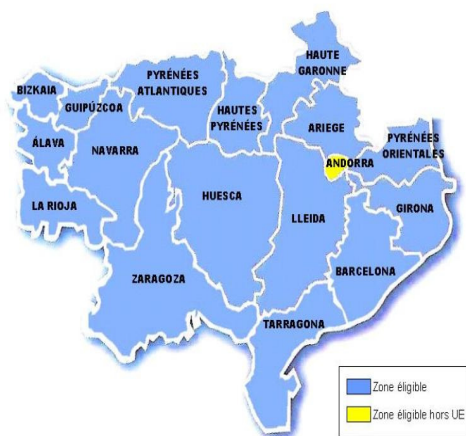 HAUTE
GARONNE
PYRÉNÉES
ATLANTIQUES
BIZKAIA
GUIPÚZCOA
HAUTES
PYRÉNÉES
ARIEGE
PYRÉNÉES
ORIENTALES
ÁLAVA
NAVARRA
ANDORRA
LA RIOJA
HUESCA
LLEIDA
GIRONA
ZARAGOZA
BARCELONA
TARRAGONA
Zone éligible
Zone éligible hors UE